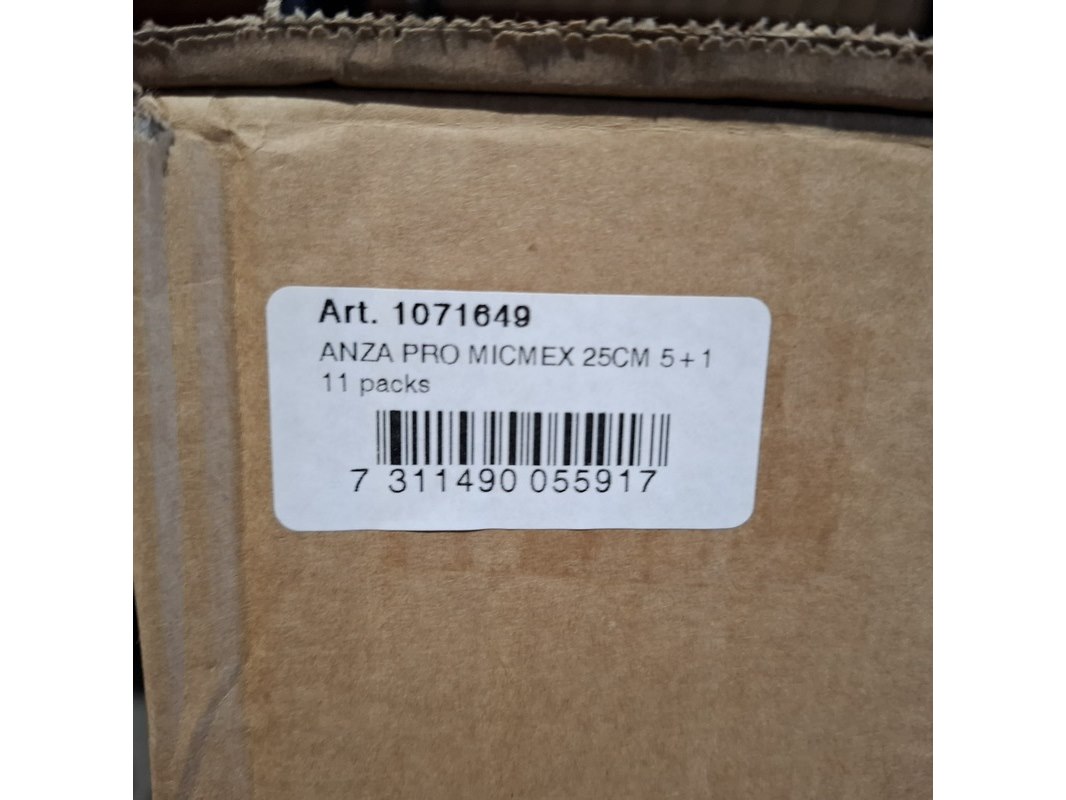 Art. 1071649
ANZA PRO MICMEX 25CM 5+1
11 packs
7 311490 055917